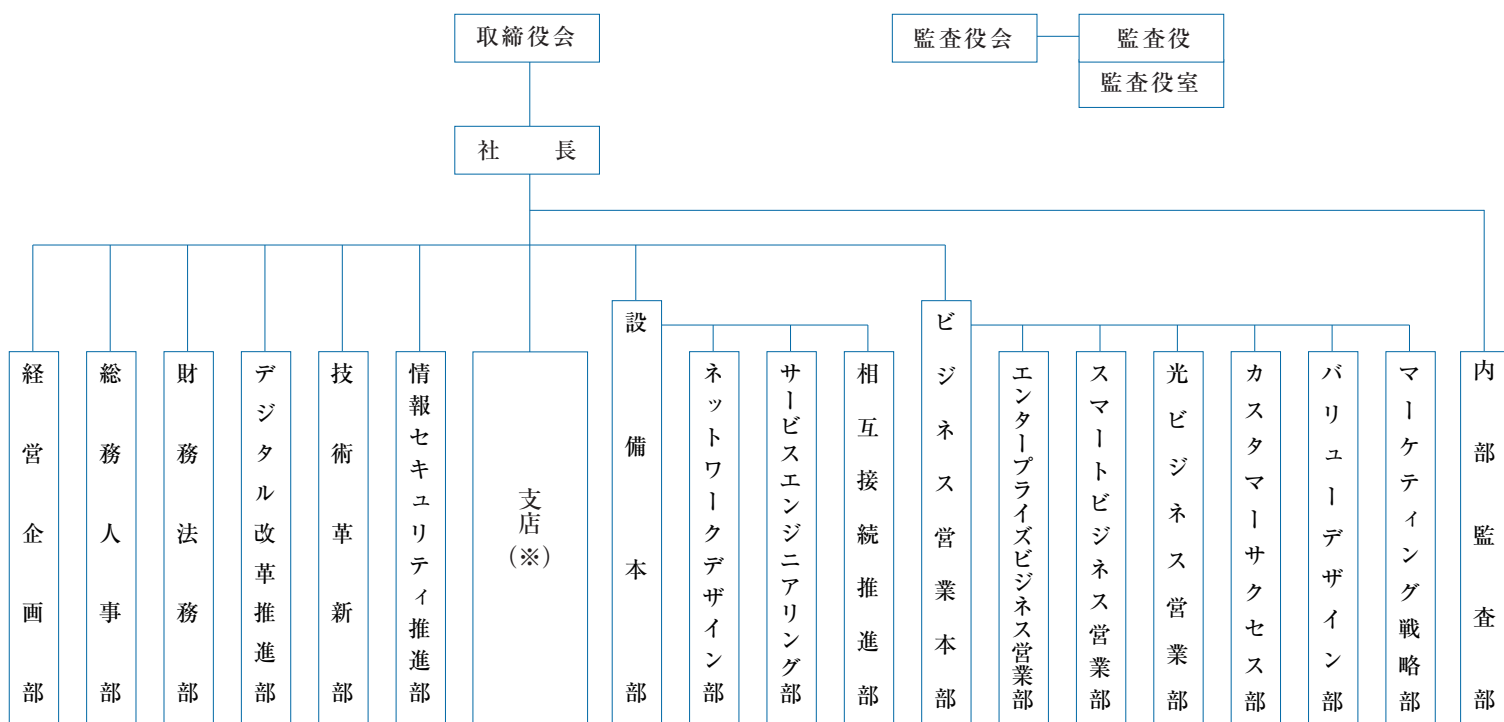 取締役会
監査役会
監査役
監査役室
社長
経営企画部
総務人事部
財務法務部
デジタル改革推進部
技術革新部
情報セキュリティ推進部
支店
(※)
設備本部
ネットワークデザイン部
サービスエンジニアリング部
相互接続推進部
ビジネス営業本部
エンタープライズビジネス営業部
スマートビジネス営業部
光ビジネス営業部
カスタマーサクセス部
バリューデザイン部
マーケティング戦略部
内部監査部